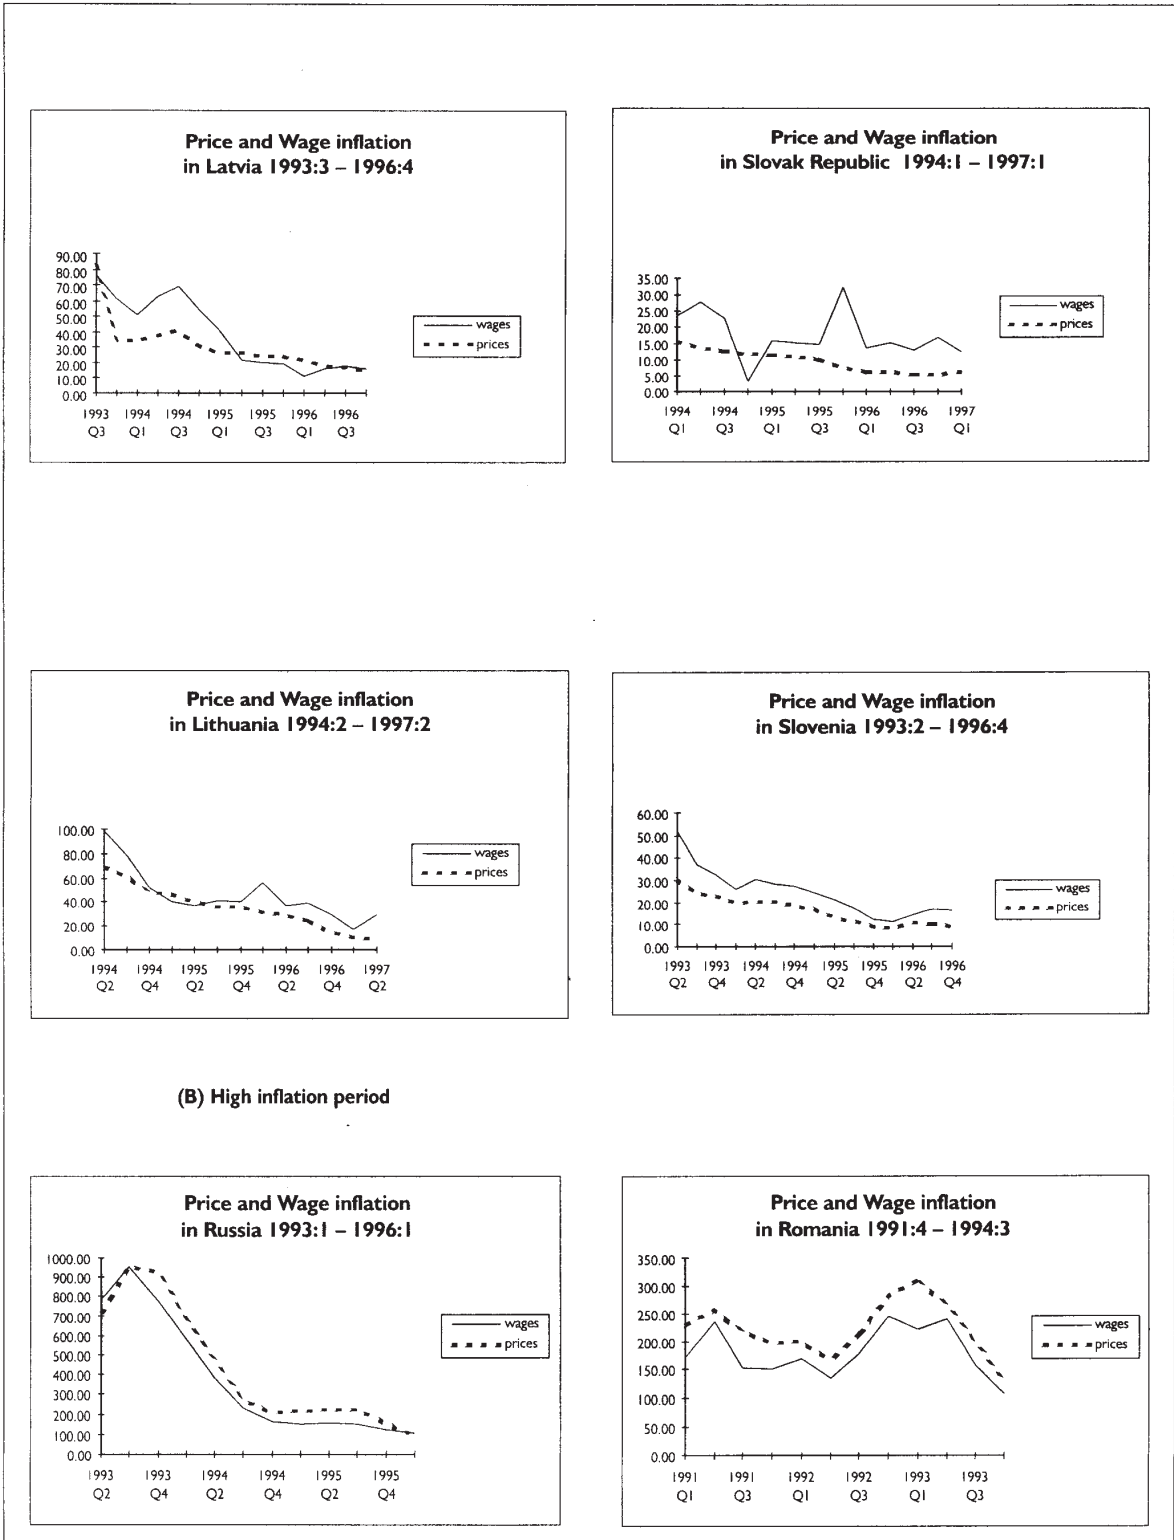 Price and Wage inflation
in Latvia 1993:3 – 1996:4
90.00
80.00
70.00
60.00
50.00
40.00
30.00
20.00
10.00
0.00
1993 1994 1994 1995 1995 1996 1996
Q3 Q1 Q3 Q1 Q3 Q1 Q3
wages
prices
Price and Wage inflation
in Slovak Republic 1994:1 – 1997:1
35.00
30.00
25.00
20.00
15.00
10.00
5.00
0.00
1994 1994 1995 1995 1996 1996 1997
Q1 Q3 Q1 Q3 Q1 Q3 Q1
wages
prices
Price and Wage inflation
in Lithuania 1994:2 – 1997:2
100.00
80.00
60.00
40.00
20.00
0.00
1994 1994 1995 1995 1996 1996 1997
Q2 Q4 Q2 Q4 Q2 Q4 Q2
wages
prices
Price and Wage inflation
in Slovenia 1993:2 – 1996:4
60.00
50.00
40.00
30.00
20.00
10.00
0.00
1993 1993 1994 1994 1995 1995 1996 1996
Q2 Q4 Q2 Q4 Q2 Q4 Q2 Q4
wages
prices
(B) High inflation period
Price and Wage inflation
in Russia 1993:1 – 1996:1
1000.00
900.00
800.00
700.00
600.00
500.00
400.00
300.00
200.00
100.00
0.00
1993 1993 1994 1994 1995 1995
Q2 Q4 Q2 Q4 Q2 Q4
wages
prices
Price and Wage inflation
in Romania 1991:4 – 1994:3
350.00
300.00
250.00
200.00
150.00
100.00
50.00
0.00
1991 1991 1992 1992 1993 1993
Q1 Q3 Q1 Q3 Q1 Q3
wages
prices